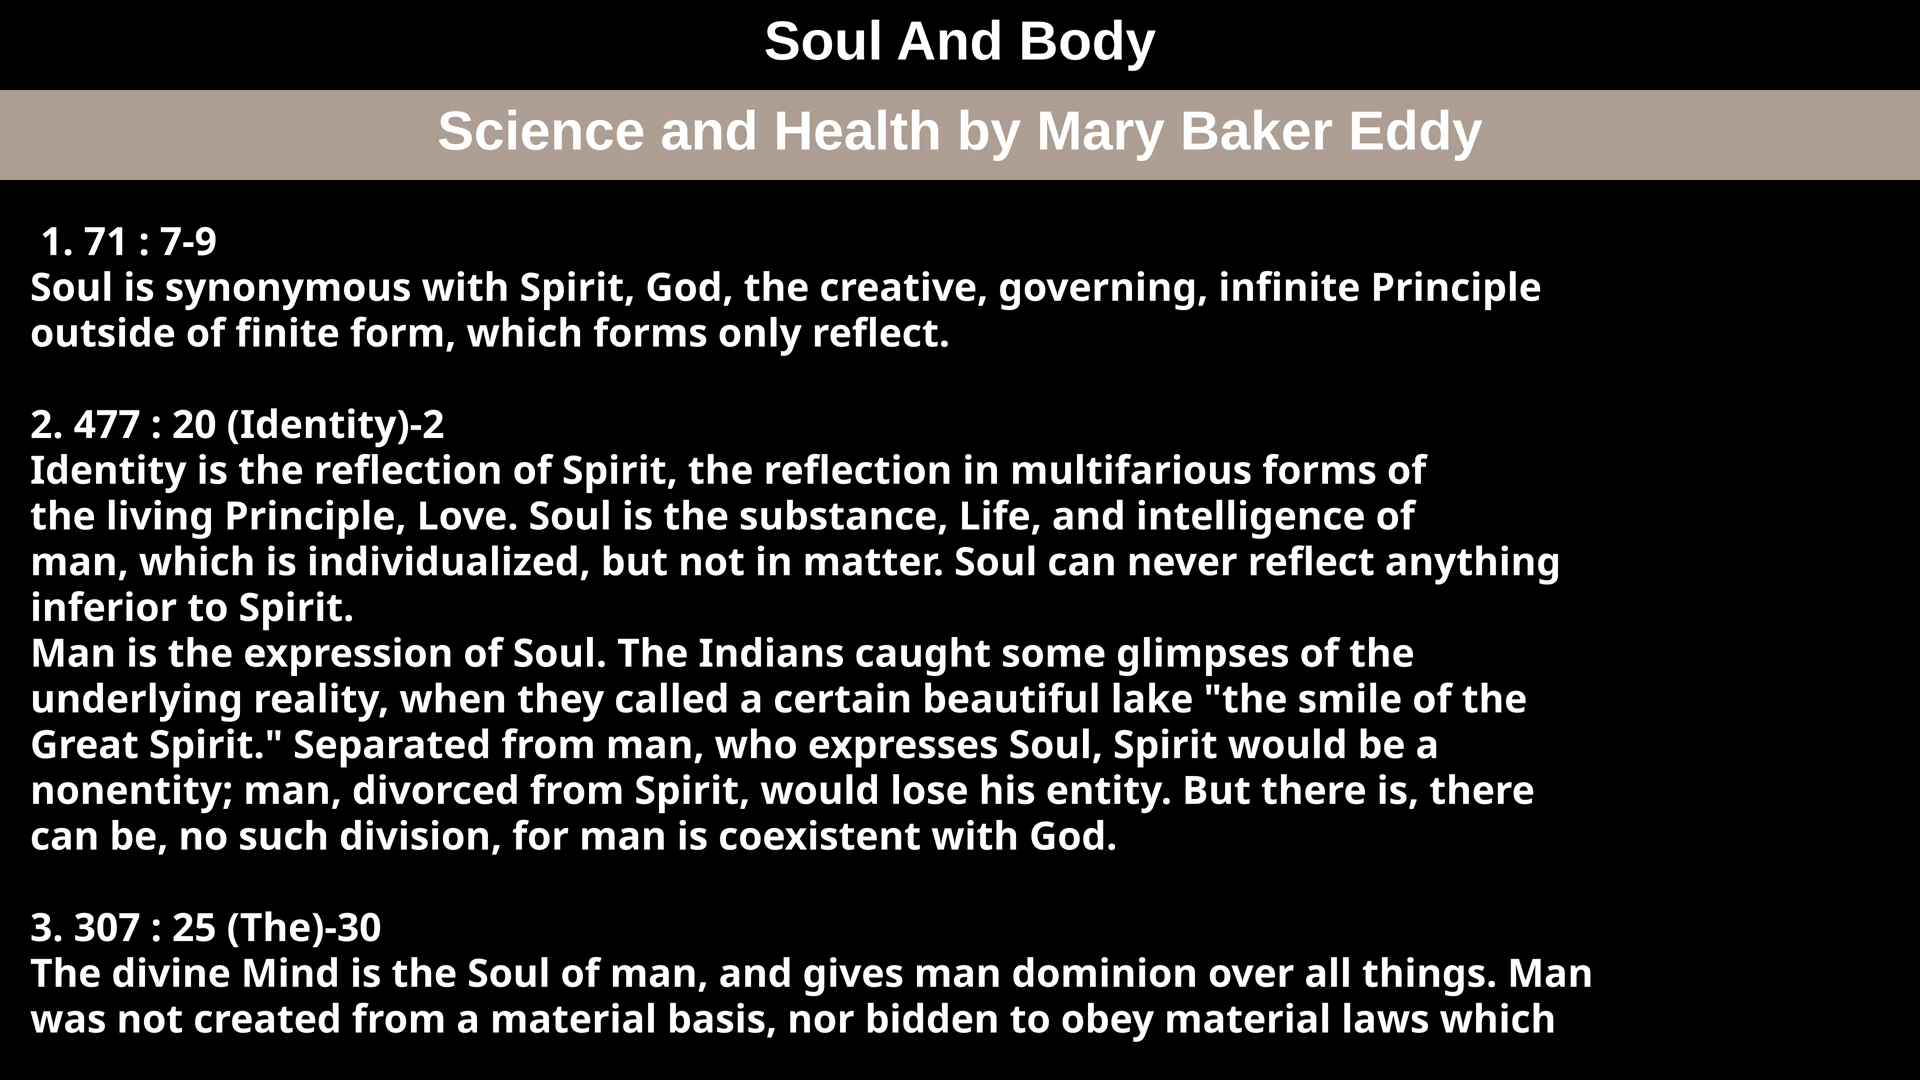 Soul And Body
Science and Health by Mary Baker Eddy
1. 71 : 7-9
Soul is synonymous with Spirit, God, the creative, governing, infinite Principle
outside of finite form, which forms only reflect.
2. 477 : 20 (Identity)-2
Identity is the reflection of Spirit, the reflection in multifarious forms of
the living Principle, Love. Soul is the substance, Life, and intelligence of
man, which is individualized, but not in matter. Soul can never reflect anything
inferior to Spirit.
Man is the expression of Soul. The Indians caught some glimpses of the
underlying reality, when they called a certain beautiful lake "the smile of the
Great Spirit." Separated from man, who expresses Soul, Spirit would be a
nonentity; man, divorced from Spirit, would lose his entity. But there is, there
can be, no such division, for man is coexistent with God.
3. 307 : 25 (The)-30
The divine Mind is the Soul of man, and gives man dominion over all things. Man
was not created from a material basis, nor bidden to obey material laws which